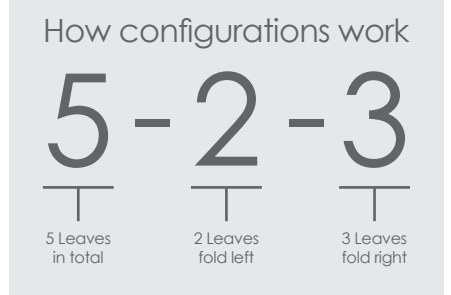 How configurations work
5-2-3
5 Leaves 2 Leaves 3 Leaves
in total fold left fold right